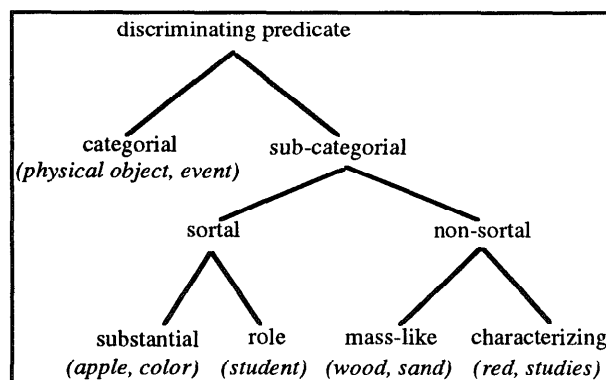 discriminating predicate
categorial sub-categorial
(physical object, event)
sortal non-sortal
substantial role mass-like characterizing
(apple, color) (student) (wood, sand) (red, studies)